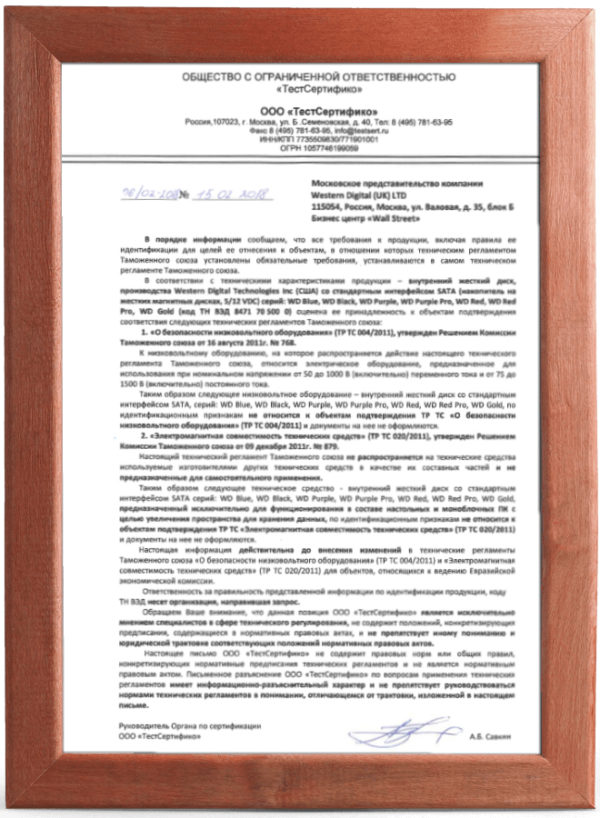 ОБЩЕСТВО С ОГРАНИЧЕННОЙ ОТВЕТСТВЕННОСТЬЮ
«ТестСертифико»
ООО «ТестСертифико»
Россия,107023, г. Москва, ул. Б .Семеновская, д. 40, Тел: 8 (495) 781-63-95
Факс 8 (495) 781-63-95, info@testsert.ru
ИНН/КПП 7735509630/771901001
ОГРН 1057746199059
№ 15 02 2018
Московское представительство компании
Western Digital (UK) LTD
115054, Россия, Москва, ул. Валовая, д. 35, блок Б
Бизнес центр «Wall Street»
В порядке информации сообщаем, что все требования к продукции, включая правила ее
идентификации для целей ее отнесения к объектам, в отношении которых техническим регламентом
Таможенного союза установлены обязательные требования, устанавливаются в самом техническом
регламенте Таможенного союза.
В соответствии с техническими характеристиками продукции – внутренний жесткий диск,
производства Western Digital Technologies Inc (США) со стандартным интерфейсом SATA (накопитель на
жестких магнитных дисках, 5/12 VDC) серий: WD Blue, WD Black, WD Purple, WD Purple Pro, WD Red, WD Red
Pro, WD Gold (код ТН ВЭД 8471 70 500 0) оценена ее принадлежность к объектам подтверждения
соответствия следующих технических регламентов Таможенного союза:
1. «О безопасности низковольтного оборудования» (ТР ТС 004/2011), утвержден Решением Комиссии
Таможенного союза от 16 августа 2011г. № 768.
К низковольтному оборудованию, на которое распространяется действие настоящего технического
регламента Таможенного союза, относится электрическое оборудование, предназначенное для
использования при номинальном напряжении от 50 до 1000 В (включительно) переменного тока и от 75 до
1500 В (включительно) постоянного тока.
Таким образом следующее низковольтное оборудование – внутренний жесткий диск со стандартным
интерфейсом SATA, серий: WD Blue, WD Black, WD Purple, WD Purple Pro, WD Red, WD Red Pro, WD Gold, по
идентификационным признакам не относится к объектам подтверждения ТР ТС «О безопасности
низковольтного оборудования» (ТР ТС 004/2011) и документы на нее не оформляются.
2. «Электромагнитная совместимость технических средств» (ТР ТС 020/2011), утвержден Решением
Комиссии Таможенного союза от 09 декабря 2011г. № 879.
Настоящий технический регламент Таможенного союза не распространяется на технические средства
используемые изготовителями других технических средств в качестве их составных частей и не
предназначенные для самостоятельного применения.
Таким образом следующее техническое средство - внутренний жесткий диск со стандартным
интерфейсом SATA серий: WD Blue, WD Black, WD Purple, WD Purple Pro, WD Red, WD Red Pro, WD Gold,
предназначенный исключительно для функционирования в составе настольных и моноблочных ПК с
целью увеличения пространства для хранения данных, по идентификационным признакам не относится к
объектам подтверждения ТР ТС «Электромагнитная совместимость технических средств» (ТР ТС 020/2011)
и документы на нее не оформляются.
Настоящая информация действительна до внесения изменений в технические регламенты
Таможенного союза «О безопасности низковольтного оборудования» (ТР ТС 004/2011) и «Электромагнитная
совместимость технических средств» (ТР ТС 020/2011) для объектов, относящихся к ведению Евразийской
экономической комиссии.
Ответственность за правильность представленной информации по идентификации продукции, коду
ТН ВЭД несет организация, направившая запрос.
Обращаем Ваше внимание, что данная позиция ООО «ТестСертифико» является исключительно
мнением специалистов в сфере технического регулирования, не содержит положений, конкретизирующих
предписания, содержащиеся в нормативных правовых актах, и не препятствует иному пониманию и
юридической трактовке соответствующих положений нормативных правовых актов.
Настоящее письмо ООО «ТестСертифико» не содержит правовых норм или общих правил,
конкретизирующих нормативные предписания технических регламентов и не является нормативным
правовым актом. Письменное разъяснение ООО «ТестСертифико» по вопросам применения технических
регламентов имеет информационно-разъяснительный характер и не препятствует руководствоваться
нормами технических регламентов в понимании, отличающемся от трактовки, изложенной в настоящем
письме.
Руководитель Органа по сертификации
ООО «ТестСертифико»
А.Б. Савкин